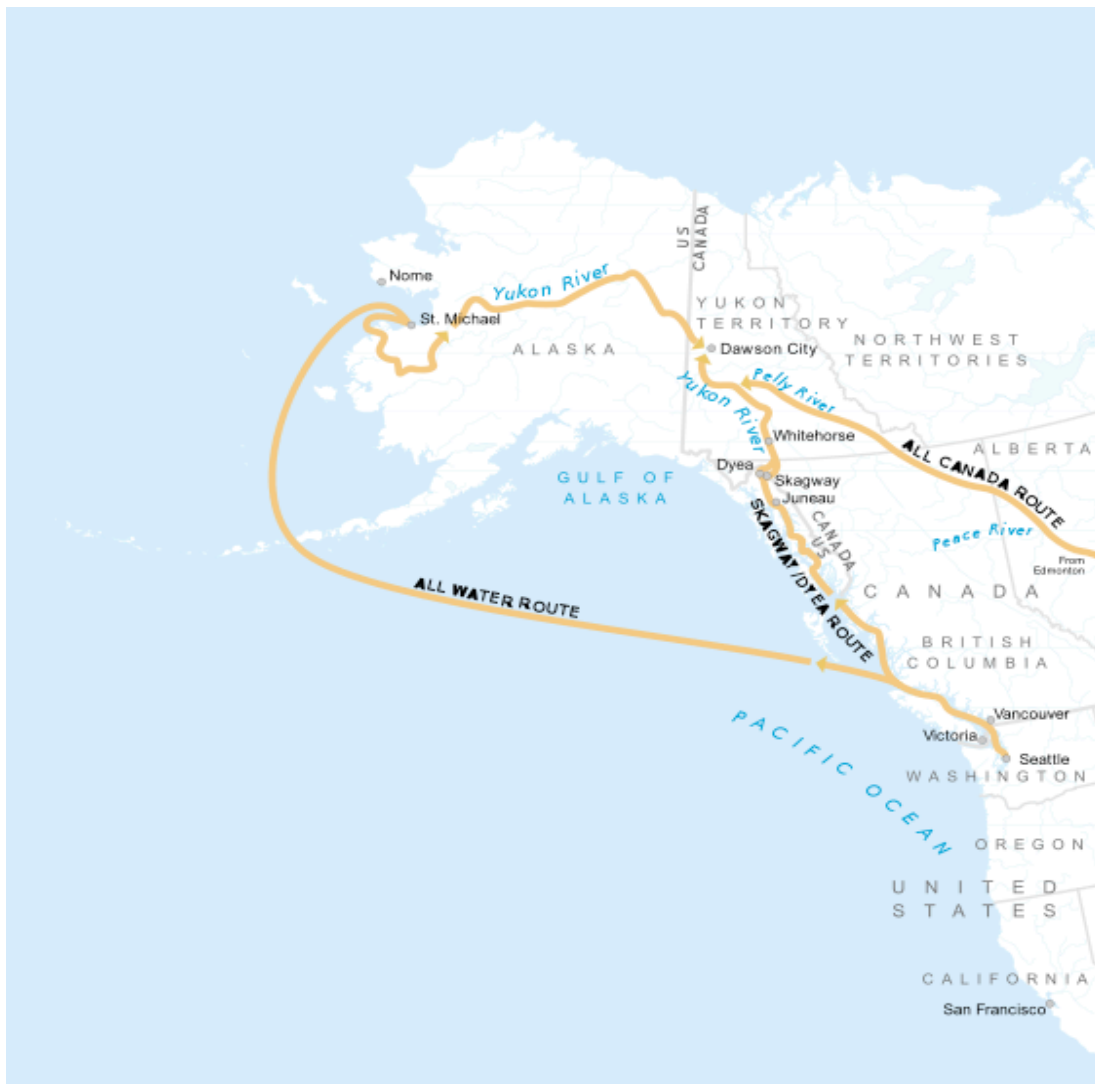 US
CANADA
Nome
Yukon River
St. Michael
ALASKA
YUKON
TERRITORY
Dawson City
NORTHWEST
TERRITORIES
Pelly River
Yukon River
Whitehorse
ALBERTA
ALL CANADA ROUTE
Dyea
Skagway
Juneau
GULF OF
ALASKA
CANADA
US
SKAGWAY/DYEA ROUTE
Peace River
From
Edmonton
CANADA
ALL WATER ROUTE
BRITISH
COLUMBIA
PACIFIC OCEAN
Vancouver
Victoria
Seattle
WASHINGTON
OREGON
UNITED
STATES
CALIFORNIA
San Francisco